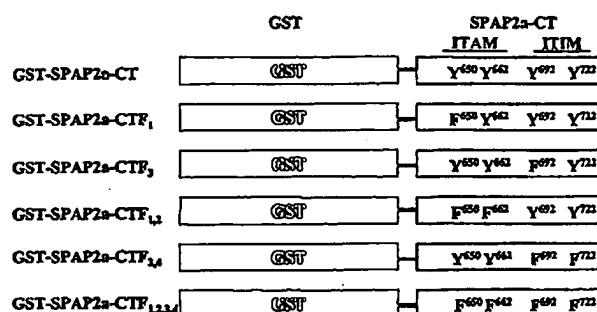 GST SPAP2a-CT
ITAM ITIM
GST-SPAP2a-CT GST Y650 Y662 Y692 Y722
GST-SPAP2a-CTF1 GST F650 Y662 Y692 Y722
GST-SPAP2a-CTF3 GST Y650 Y662 F692 Y722
GST-SPAP2a-CTF1,2 GST F650 F662 Y692 Y722
GST-SPAP2a-CTF3,4 GST Y650 Y662 F692 F722
GST-SPAP2a-CTF1,2,3,4 GST F650 F662 F692 F722